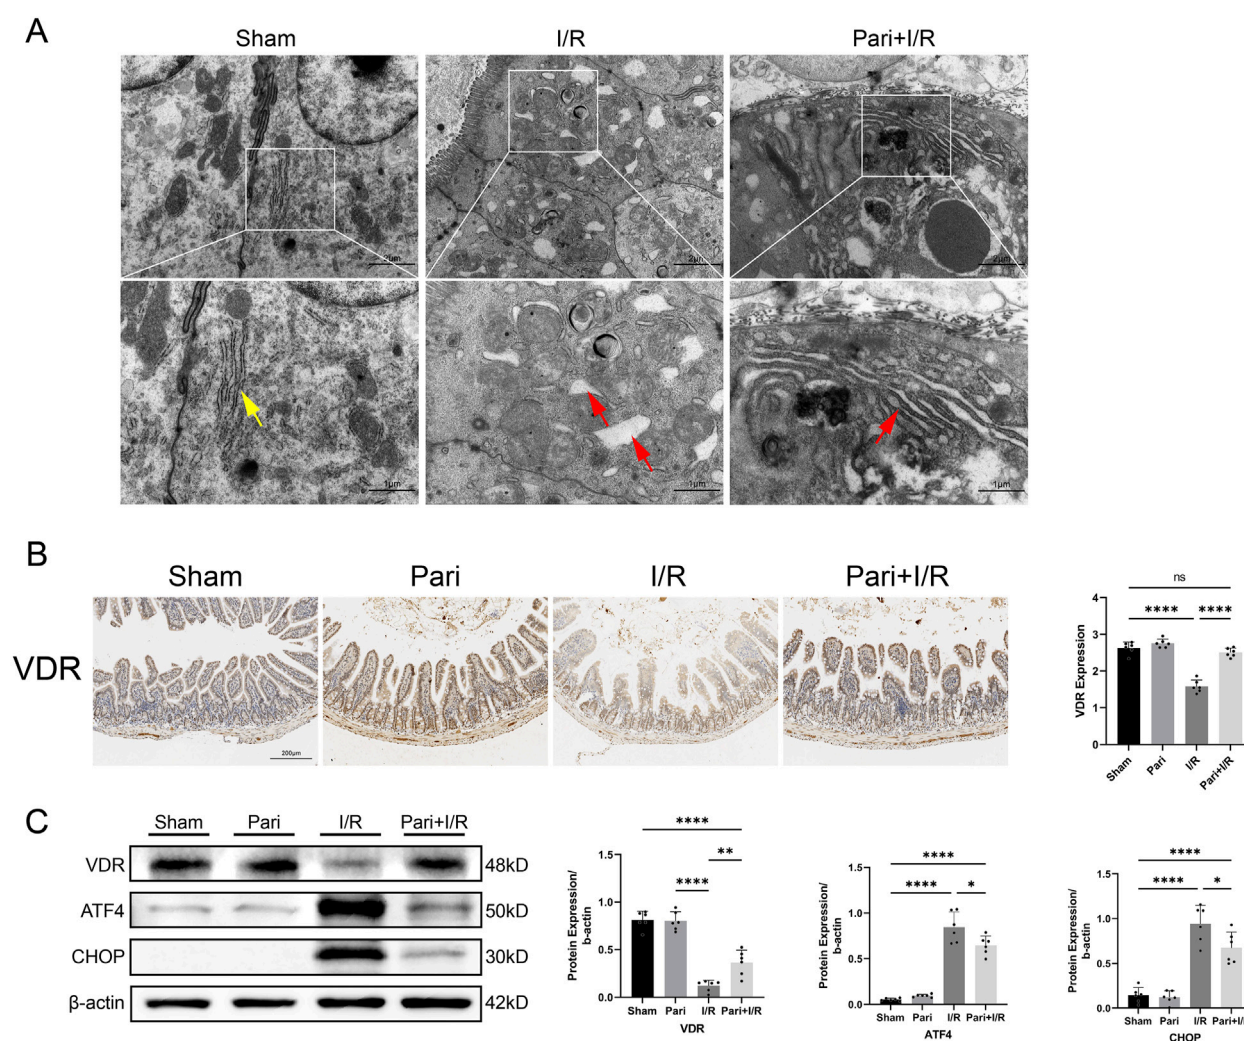 A
Sham
I/R
Pari+I/R
2μm
2μm
2μm
1μm
1μm
1μm
B
Sham
Pari
I/R
Pari+I/R
VDR
200μm
ns
****
****
VDR Expression
4
3
2
1
0
Sham
Pari
I/R
Pari+I/R
C
Sham
Pari
I/R
Pari+I/R
VDR
48kD
ATF4
50kD
CHOP
30kD
β-actin
42kD
****
**
****
Protein Expression/
b-actin
1.5
1.0
0.5
0.0
Sham
Pari
I/R
Pari+I/R
VDR
****
****
*
Protein Expression/
b-actin
1.5
1.0
0.5
0.0
Sham
Pari
I/R
Pari+I/R
ATF4
****
****
*
Protein Expression/
b-actin
1.5
1.0
0.5
0.0
Sham
Pari
I/R
Pari+I/R
CHOP